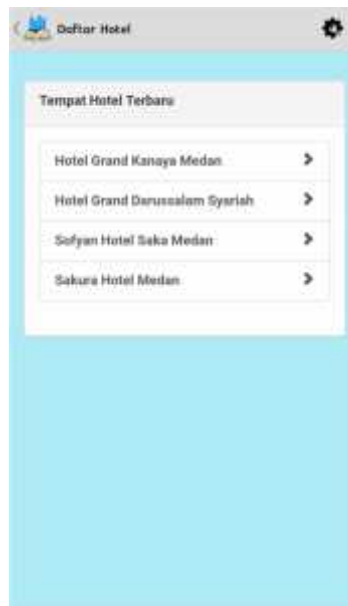 Daftar Hotel
Tempat Hotel Terbaru
Hotel Grand Kanaya Medan
Hotel Grand Darussalam Syariah
Sofyan Hotel Saka Medan
Sakura Hotel Medan